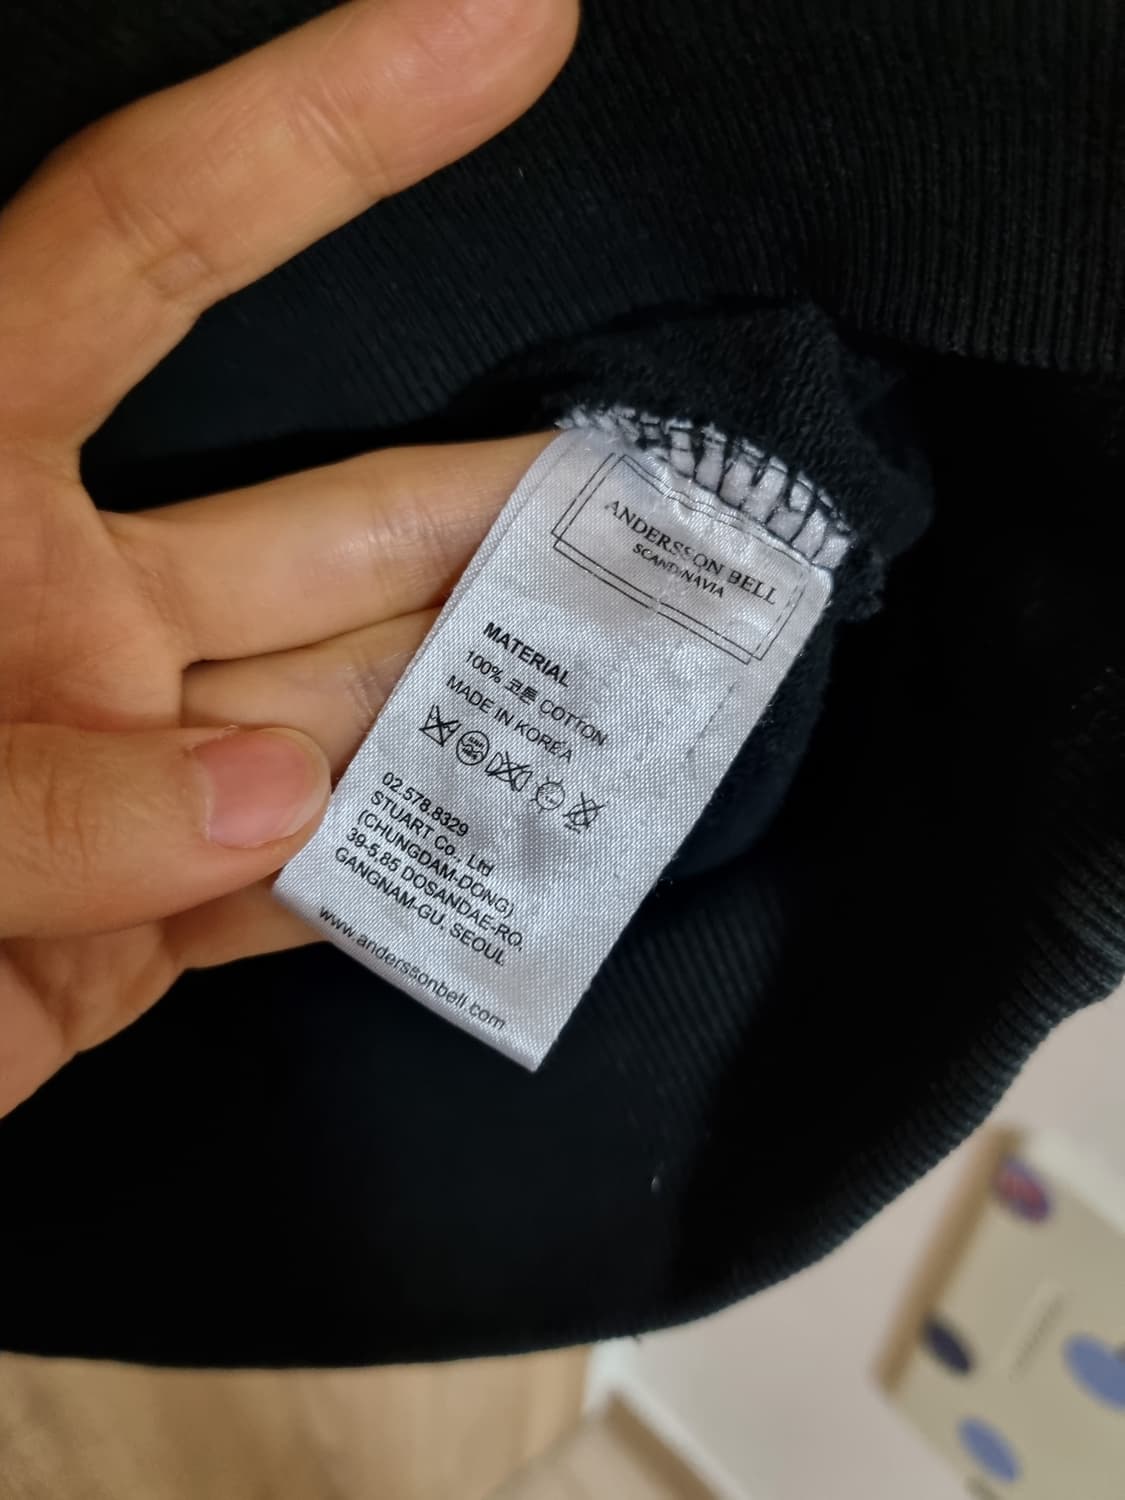 ANDERSSON BELL
SCANDINAVIA
MATERIAL
100% 코튼 COTTON
MADE IN KOREA
02.578.8329
STUART Co., Ltd
(CHUNGDAM-DONG)
39-5,85 DOSANDAE-RO,
GANGNAM-GU, SEOUL
www.anderssonbell.com